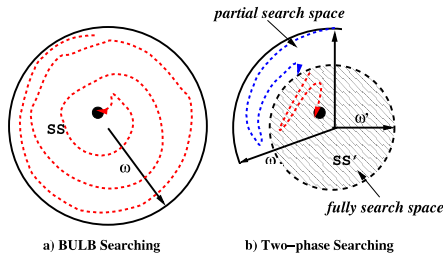 partial search space
SS
ω
ω'
ω
SS'
fully search space
a) BULB Searching
b) Two-phase Searching